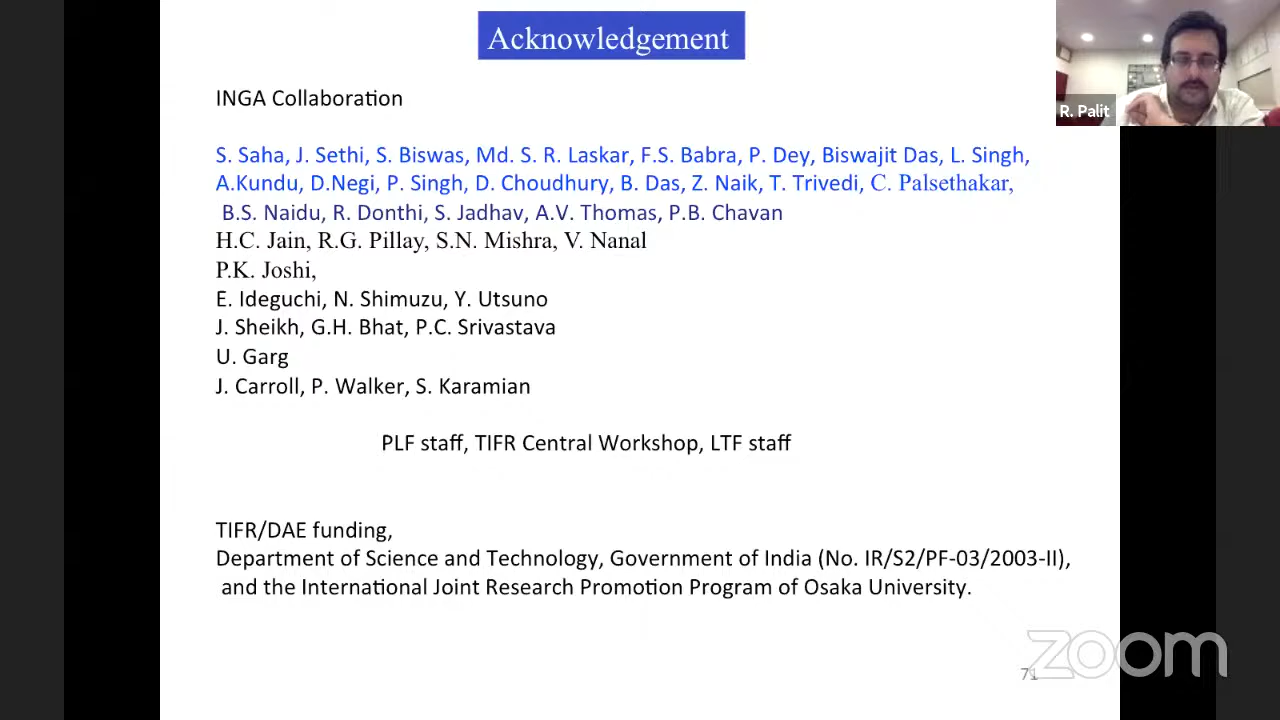 Acknowledgement
R. Palit
INGA Collaboration
S. Saha, J. Sethi, S. Biswas, Md. S. R. Laskar, F.S. Babra, P. Dey, Biswajit Das, L. Singh,
A.Kundu, D.Negi, P. Singh, D. Choudhury, B. Das, Z. Naik, T. Trivedi, C. Palsethakar,
B.S. Naidu, R. Donthi, S. Jadhav, A.V. Thomas, P.B. Chavan
H.C. Jain, R.G. Pillay, S.N. Mishra, V. Nanal
P.K. Joshi,
E. Ideguchi, N. Shimuzu, Y. Utsuno
J. Sheikh, G.H. Bhat, P.C. Srivastava
U. Garg
J. Carroll, P. Walker, S. Karamian
PLF staff, TIFR Central Workshop, LTF staff
TIFR/DAE funding,
Department of Science and Technology, Government of India (No. IR/S2/PF-03/2003-II),
and the International Joint Research Promotion Program of Osaka University.
zoom
71